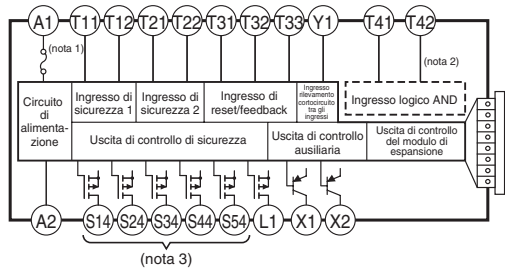 A1 T11 T12 T21 T22 T31 T32 T33 Y1 T41 T42
(nota 1)
(nota 2)
Circuito
di
alimenta-
zione
Ingresso di
sicurezza 1
Ingresso di
sicurezza 2
Ingresso di
reset/feedback
Ingresso
rilevamento
cortocircuito
tra gli
ingressi
Ingresso logico AND
Uscita di controllo di sicurezza
Uscita di controllo
ausiliaria
Uscita di controllo
del modulo di
espansione
A2 S14 S24 S34 S44 S54 L1 X1 X2
(nota 3)